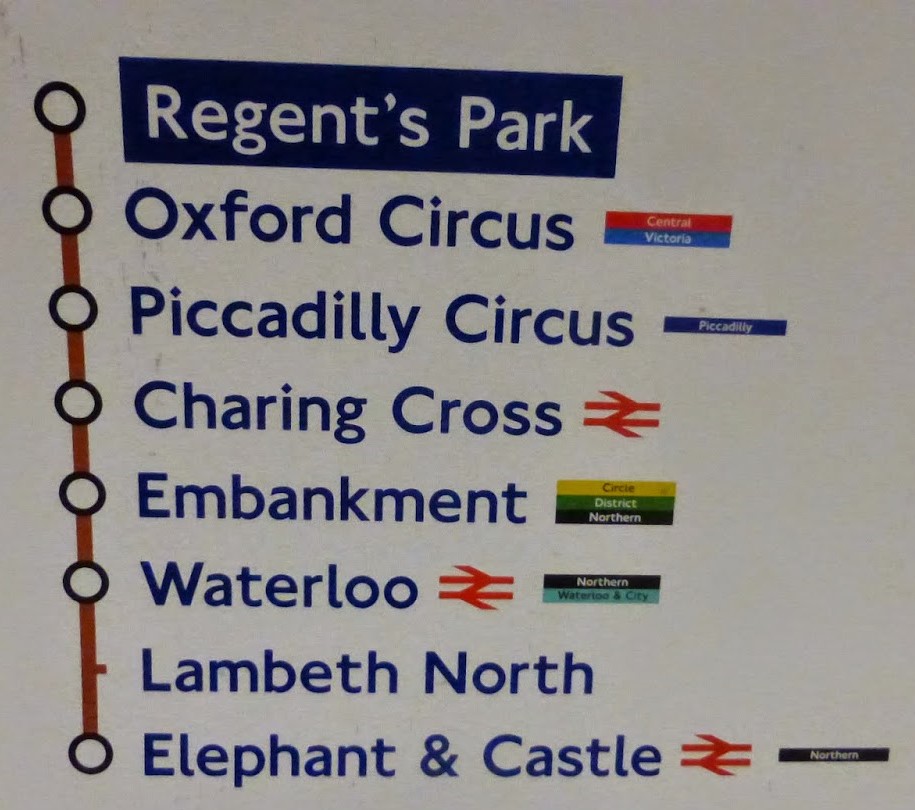 Regent's Park
Oxford Circus
Central
Victoria
Piccadilly Circus
Piccadilly
Charing Cross
Embankment
Circle
District
Northern
Waterloo
Northern
Waterloo & City
Lambeth North
Elephant & Castle
Northern